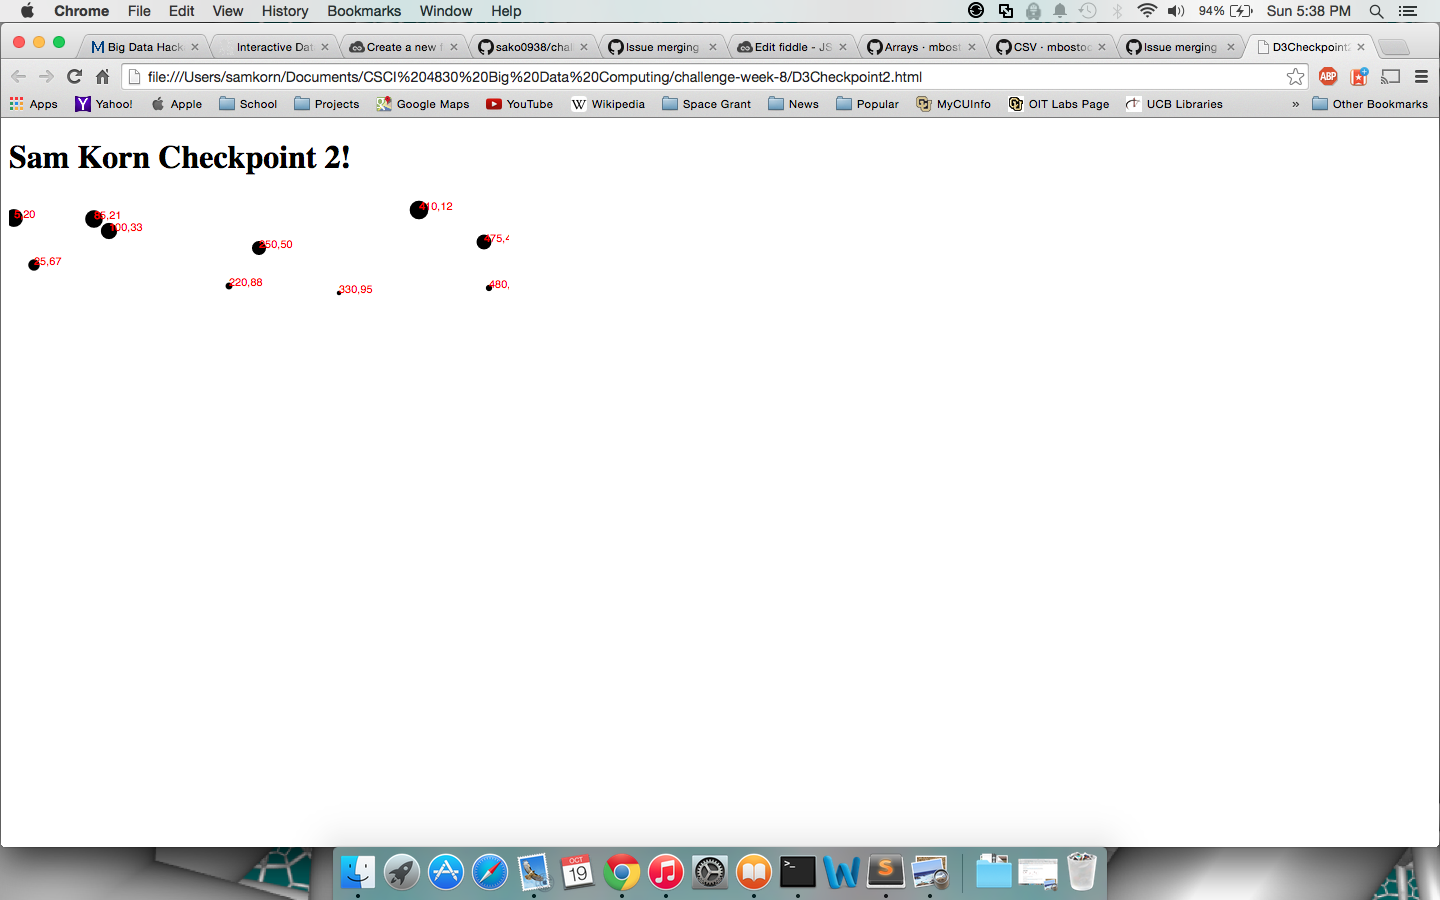 Chrome File Edit View History Bookmarks Window Help 94% Sun 5:38 PM
Big Data Hack Interactive Dat Create a new f sako0938/chal Issue merging Edit fiddle - JS Arrays · mbost CSV · mbostoc Issue merging D3Checkpoint2
file:///Users/samkorn/Documents/CSCI%204830%20Big%20Data%20Computing/challenge-week-8/D3Checkpoint2.html ABP
Apps Yahoo! Apple School Projects Google Maps YouTube Wikipedia Space Grant News Popular MyCUInfo OIT Labs Page UCB Libraries » Other Bookmarks
Sam Korn Checkpoint 2!
410,12
5,20 85,21
100,33
475,4
250,50
25,67
220,88 480,
330,95
OCT
19